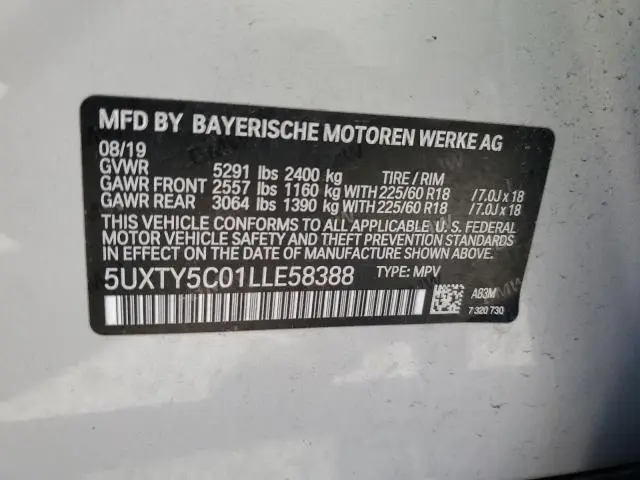 MFD BY BAYERISCHE MOTOREN WERKE AG
08/19
GVWR 5291 lbs 2400 kg TIRE / RIM
GAWR FRONT 2557 lbs 1160 kg WITH 225/60 R18 / 7.0J x 18
GAWR REAR 3064 lbs 1390 kg WITH 225/60 R18 / 7.0J x 18
THIS VEHICLE CONFORMS TO ALL APPLICABLE U. S. FEDERAL
MOTOR VEHICLE SAFETY AND THEFT PREVENTION STANDARDS
IN EFFECT ON THE DATE OF MANUFACTURE SHOWN ABOVE.
5UXTY5C01LLE58388 TYPE: MPV
A83M
7 320 730